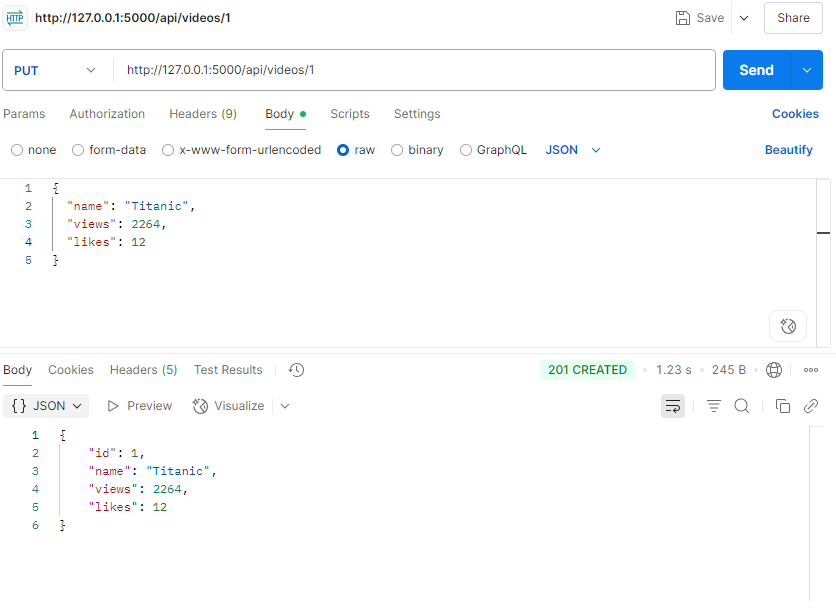 HTTP http://127.0.0.1:5000/api/videos/1 Save Share
PUT http://127.0.0.1:5000/api/videos/1 Send
Params Authorization Headers (9) Body Scripts Settings Cookies
none form-data x-www-form-urlencoded raw binary GraphQL JSON Beautify
1 {
2 "name": "Titanic",
3 "views": 2264,
4 "likes": 12
5 }
Body Cookies Headers (5) Test Results 201 CREATED 1.23 s 245 B
{} JSON Preview Visualize
1 {
2 "id": 1,
3 "name": "Titanic",
4 "views": 2264,
5 "likes": 12
6 }